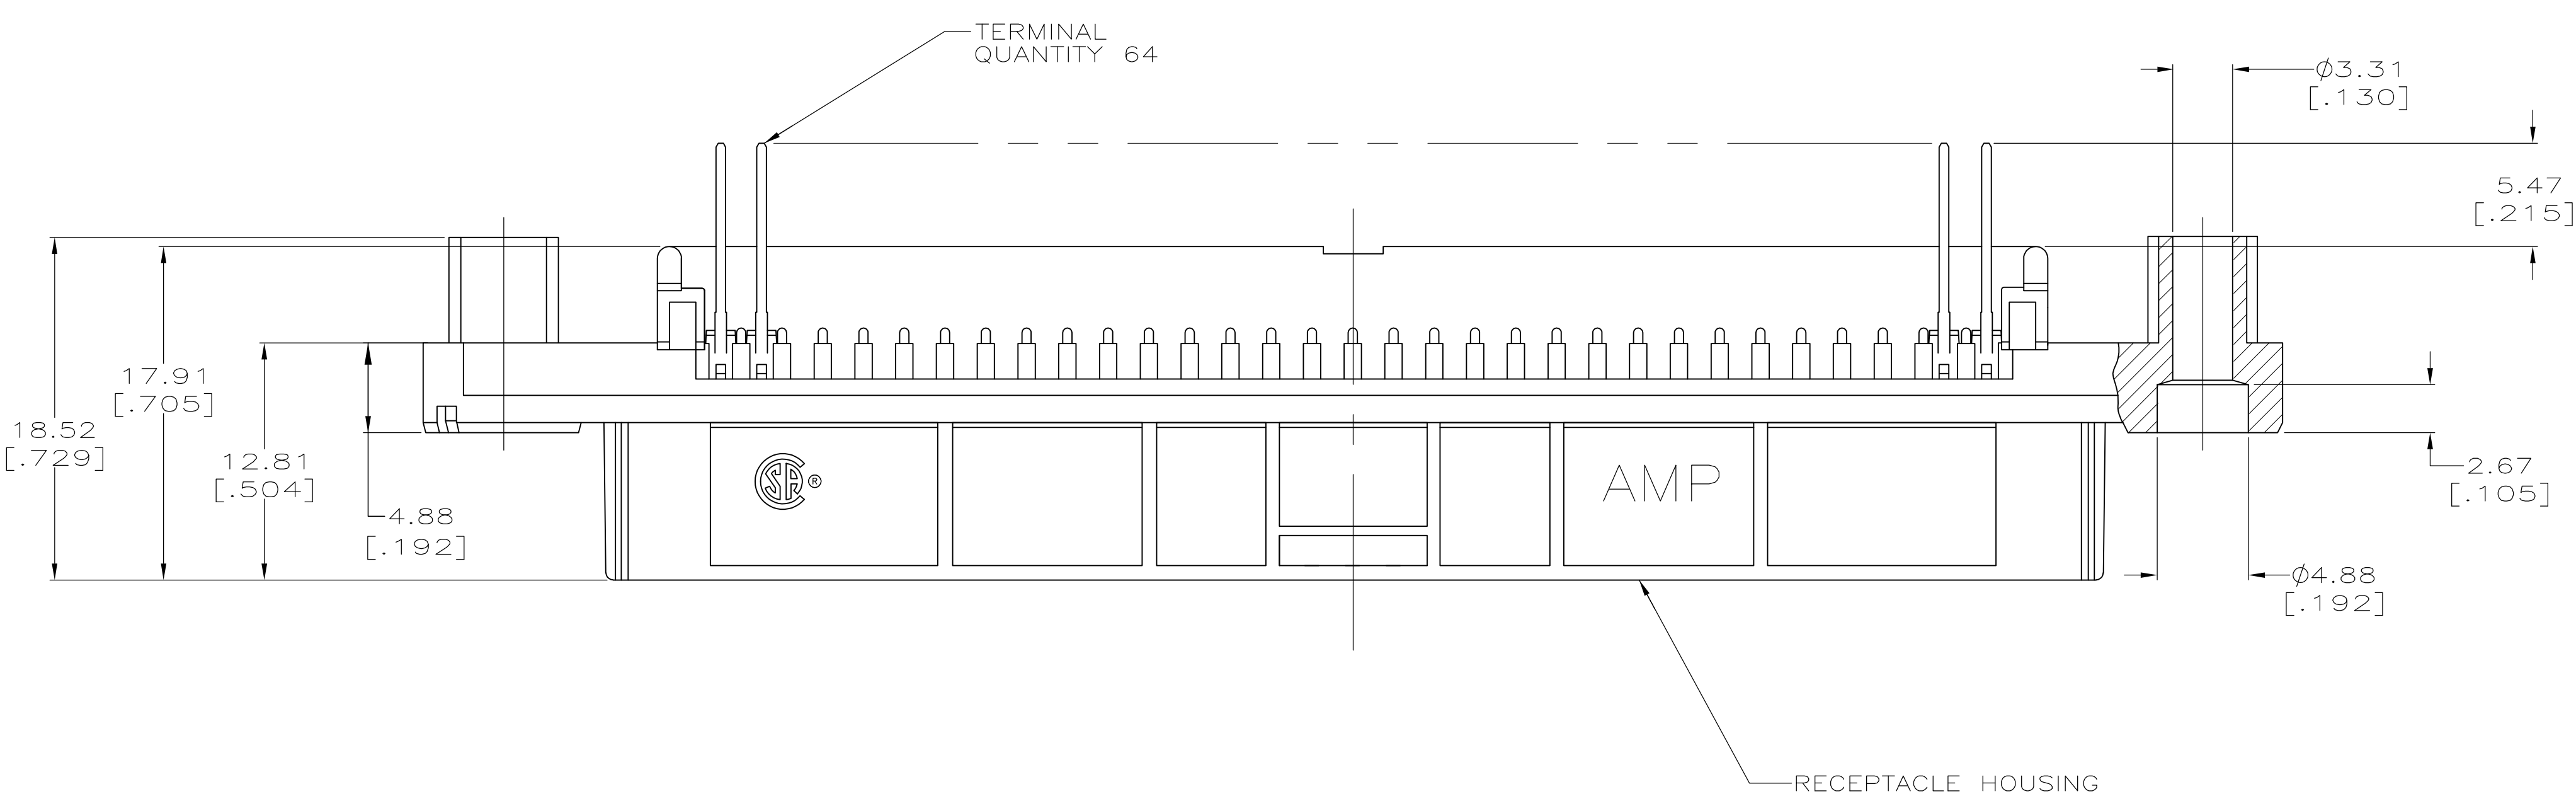 TERMINAL
QUANTITY 64
Ø3.31
[.130]
5.47
[.215]
17.91
[.705]
18.52
[.729]
12.81
[.504]
4.88
[.192]
CSA ®
AMP
2.67
[.105]
Ø4.88
[.192]
RECEPTACLE HOUSING